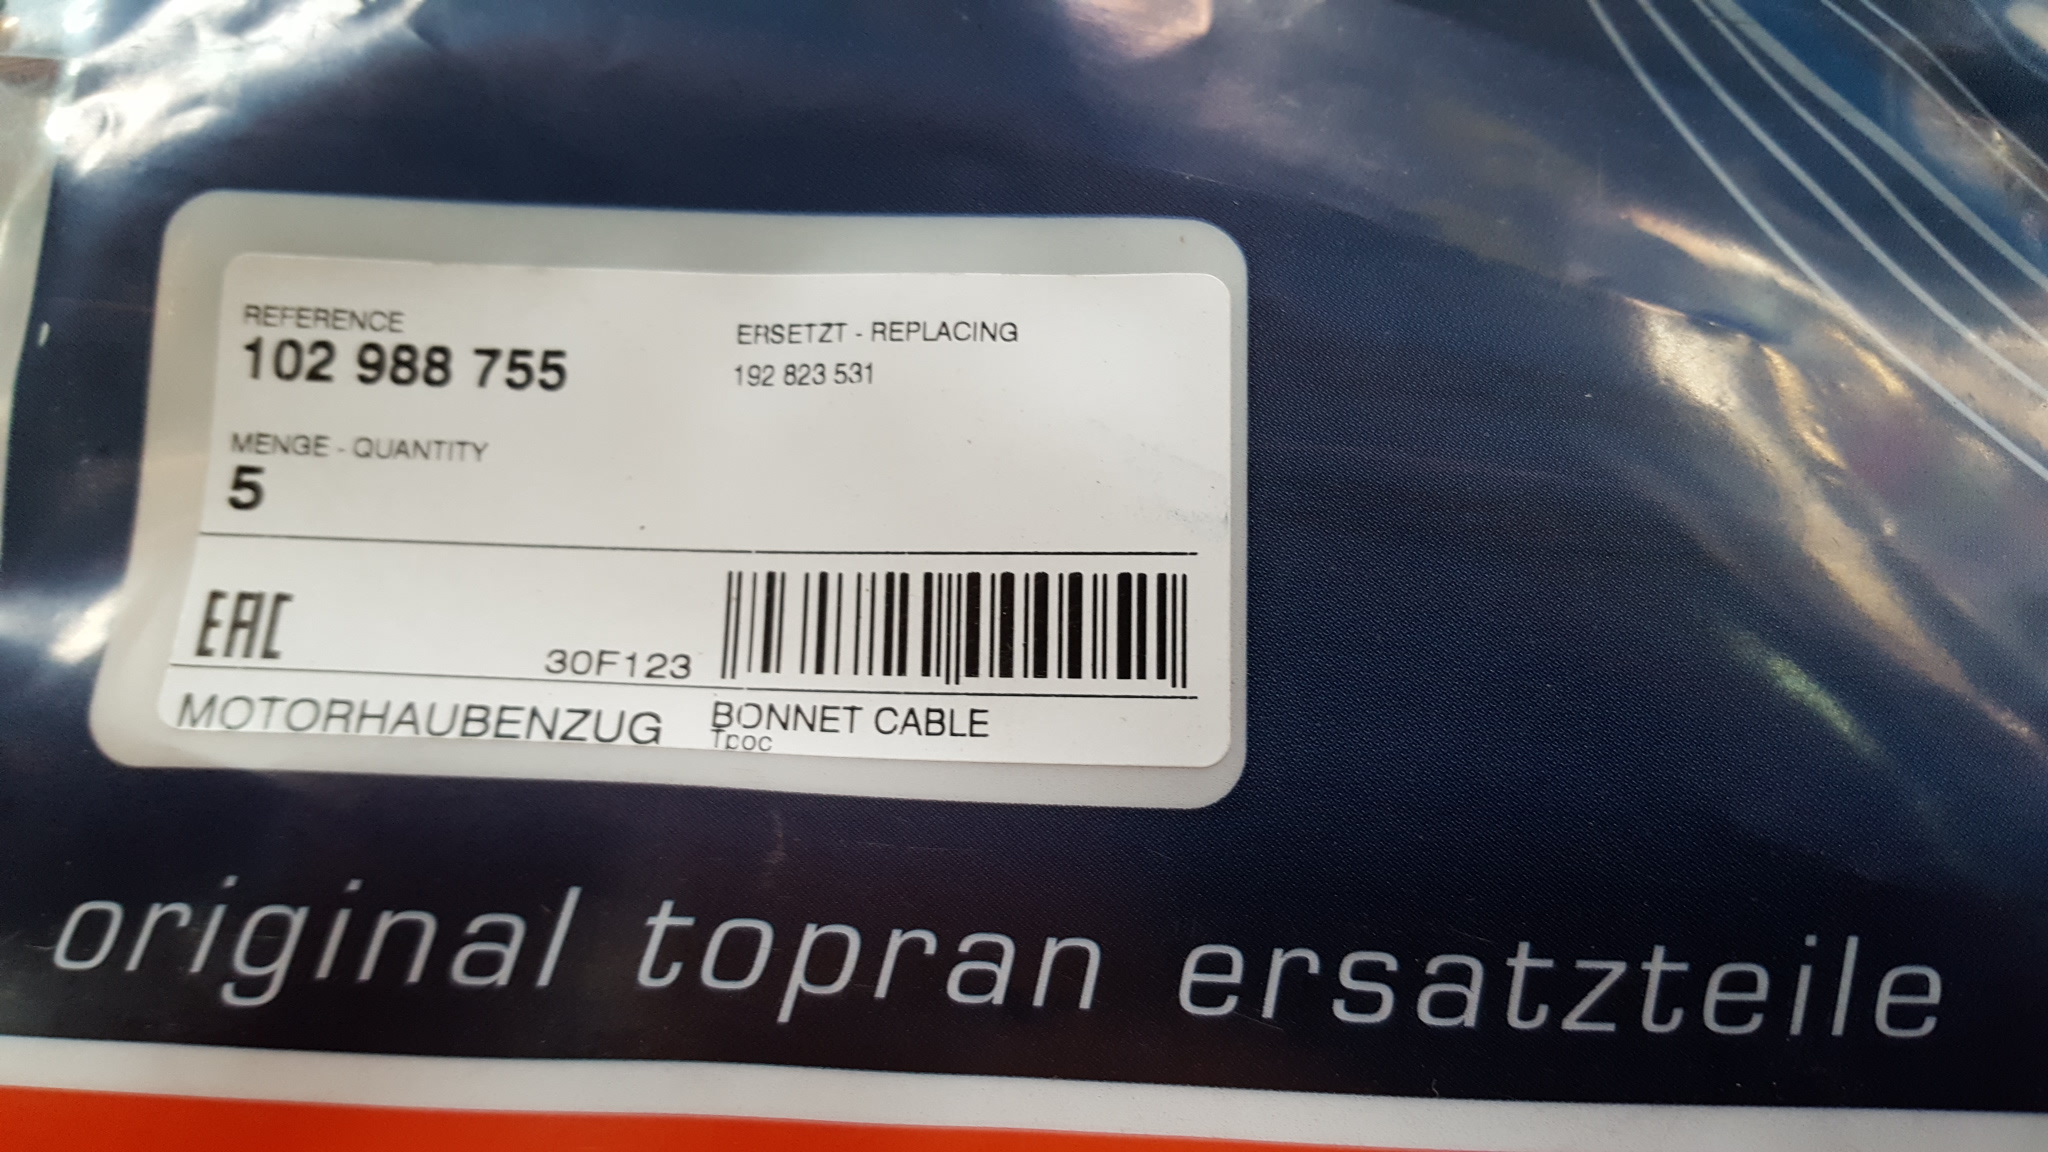 REFERENCE
102 988 755
ERSETZT - REPLACING
192 823 531
MENGE - QUANTITY
5
EAC
30F123
MOTORHAUBENZUG
BONNET CABLE
Трос
original topran ersatzteile